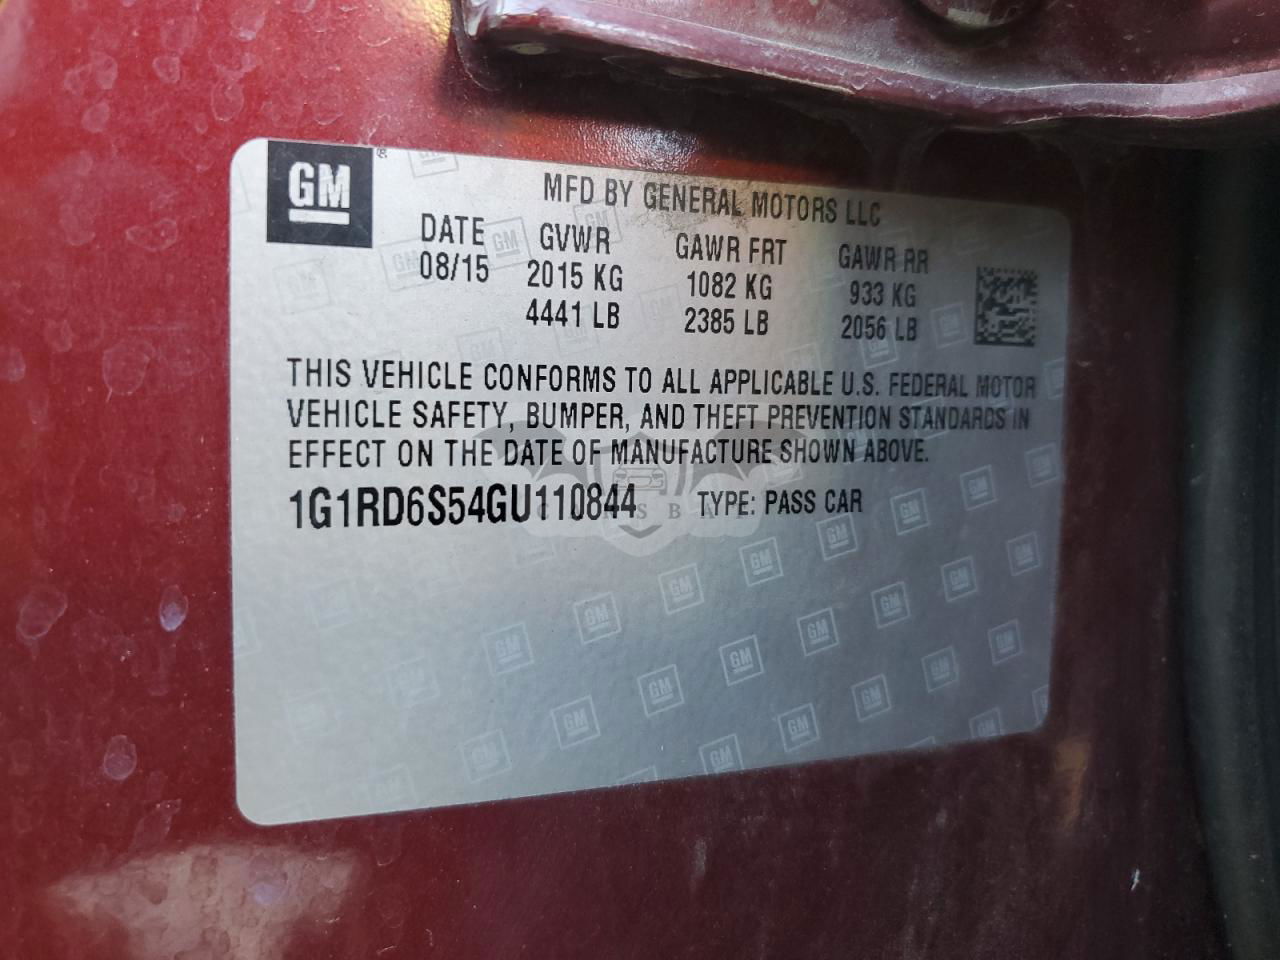 GM
MFD BY GENERAL MOTORS LLC
DATE GVWR GAWR FRT GAWR RR
08/15 2015 KG 1082 KG 933 KG
4441 LB 2385 LB 2056 LB
THIS VEHICLE CONFORMS TO ALL APPLICABLE U.S. FEDERAL MOTOR
VEHICLE SAFETY, BUMPER, AND THEFT PREVENTION STANDARDS IN
EFFECT ON THE DATE OF MANUFACTURE SHOWN ABOVE.
1G1RD6S54GU110844 TYPE: PASS CAR